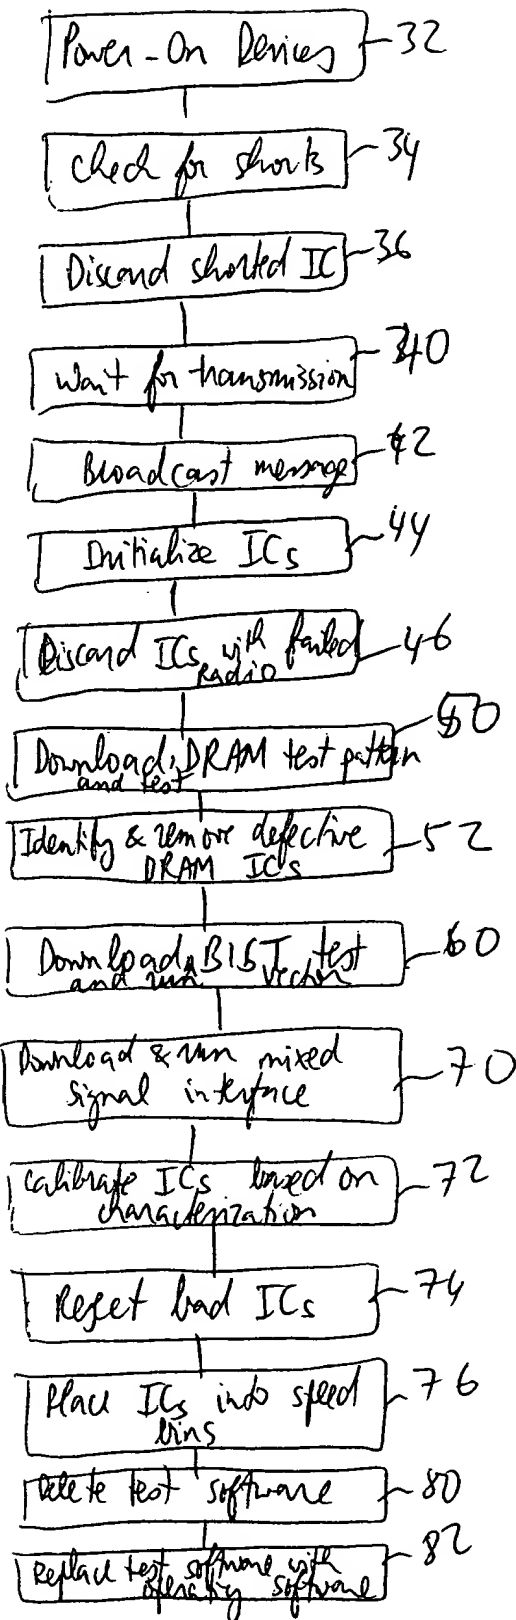 Power-On Devices 32
Check for shorts 34
Discard shorted IC 36
Wait for transmission 40
Broadcast message 42
Initialize ICs 44
Discard ICs with failed 46
Radio
Download, DRAM test pattern 50
and test
Identify & remove defective 52
DRAM ICs
Download BIST test 60
and run vector
Download & run mixed 70
signal interface
Calibrate ICs based on 72
characterization
Reject bad ICs 74
Place ICs into speed 76
bins
Delete test software 80
Replace test software with 82
operating software